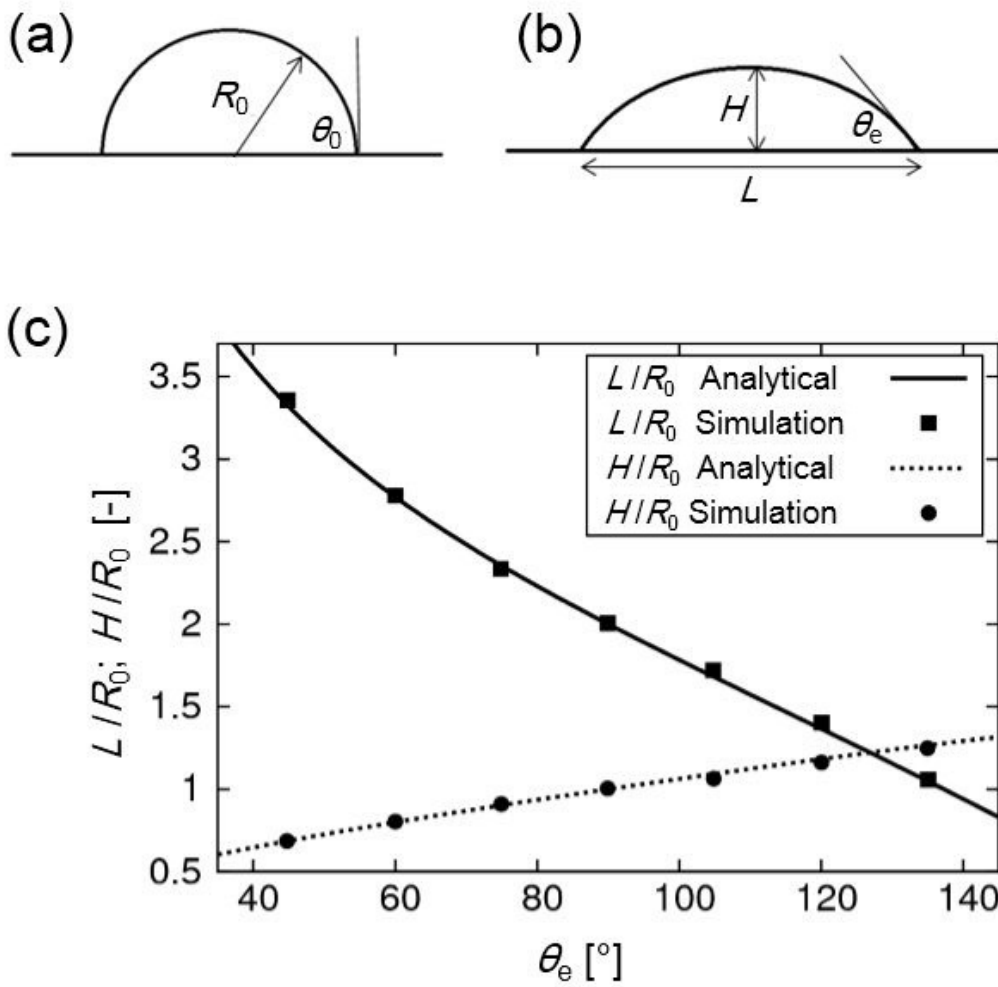 (a)
R0
θ0
(b)
H
θe
L
(c)
L/R0 Analytical
L/R0 Simulation
H/R0 Analytical
H/R0 Simulation
3.5
3
2.5
2
1.5
1
0.5
L/R0; H/R0 [-]
40 60 80 100 120 140
θe [°]